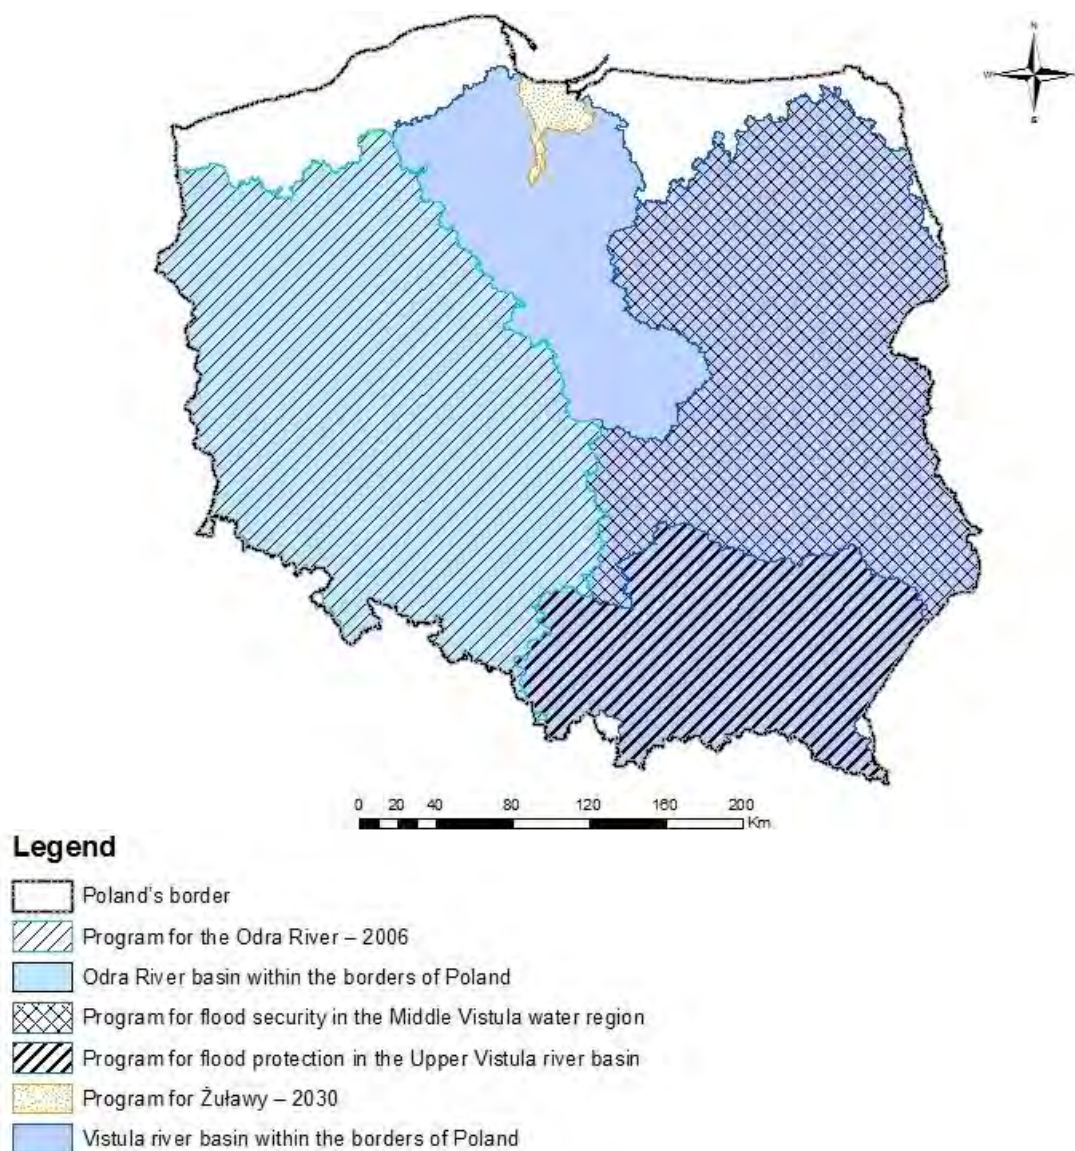 N
W
S
0 20 40 80 120 160 200
Km
Legend
Poland's border
Program for the Odra River – 2006
Odra River basin within the borders of Poland
Program for flood security in the Middle Vistula water region
Program for flood protection in the Upper Vistula river basin
Program for Żuławy – 2030
Vistula river basin within the borders of Poland